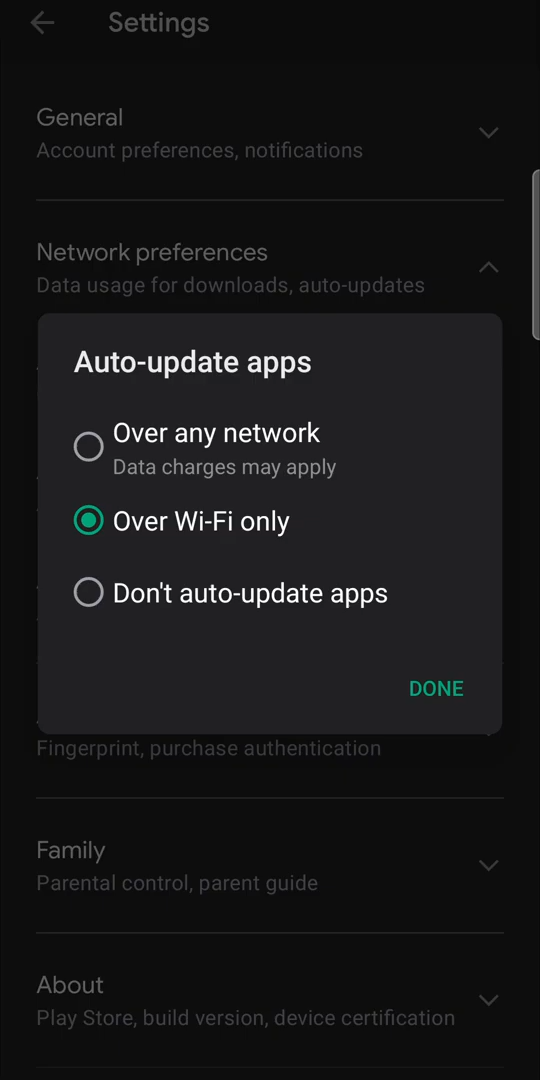 Settings
General
Account preferences, notifications
Network preferences
Data usage for downloads, auto-updates
Auto-update apps
Over any network
Data charges may apply
Over Wi-Fi only
Don't auto-update apps
DONE
Fingerprint, purchase authentication
Family
Parental control, parent guide
About
Play Store, build version, device certification